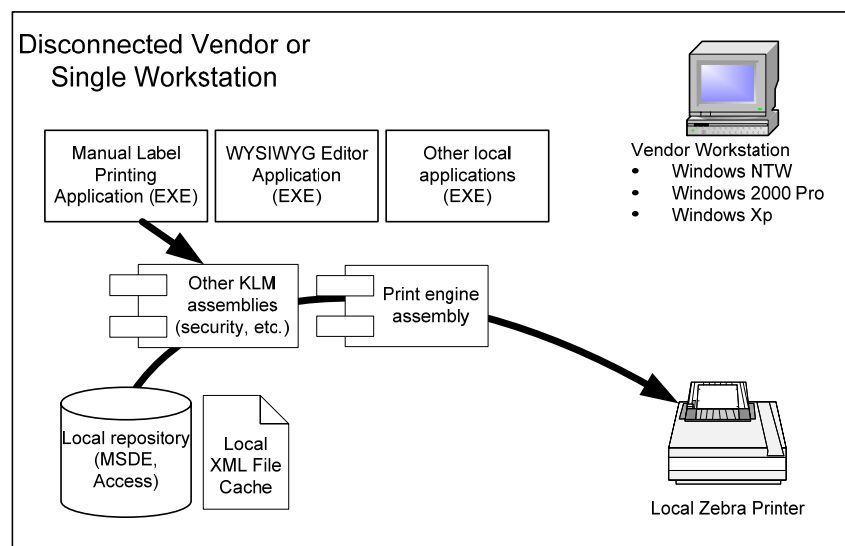 Disconnected Vendor or
Single Workstation
Manual Label
Printing
Application (EXE)
WYSIWYG Editor
Application
(EXE)
Other local
applications
(EXE)
Vendor Workstation
• Windows NTW
• Windows 2000 Pro
• Windows Xp
Other KLM
assemblies
(security, etc.)
Print engine
assembly
Local repository
(MSDE,
Access)
Local
XML File
Cache
Local Zebra Printer